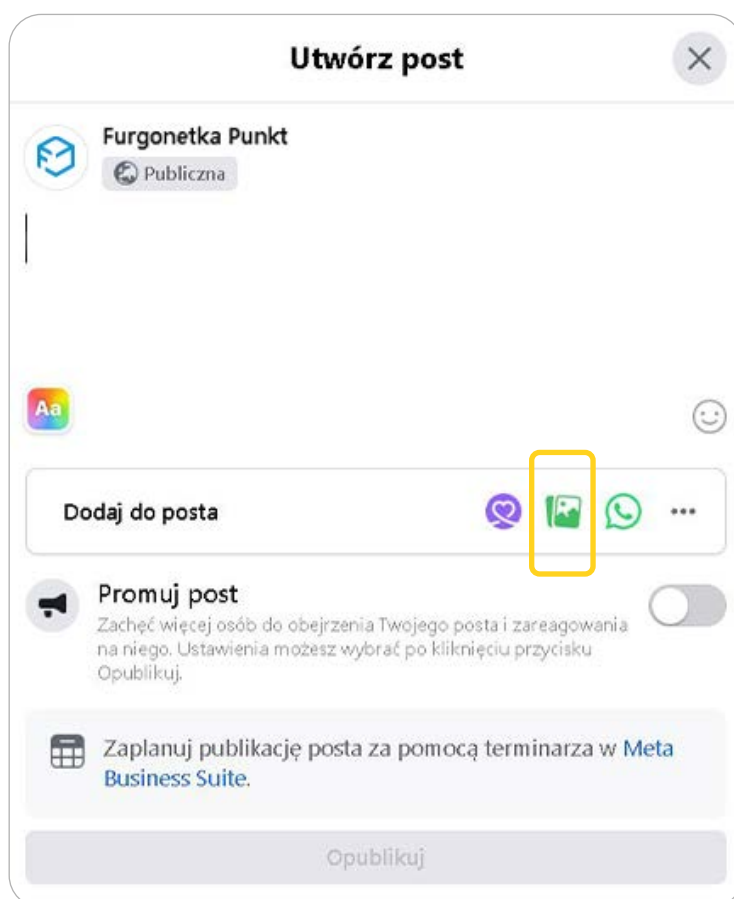 Utwórz post
Furgonetka Punkt
Publiczna
Aa
Dodaj do posta
Promuj post
Zachęć więcej osób do obejrzenia Twojego posta i zareagowania
na niego. Ustawienia możesz wybrać po kliknięciu przycisku
Opublikuj.
Zaplanuj publikację posta za pomocą terminarza w Meta
Business Suite.
Opublikuj